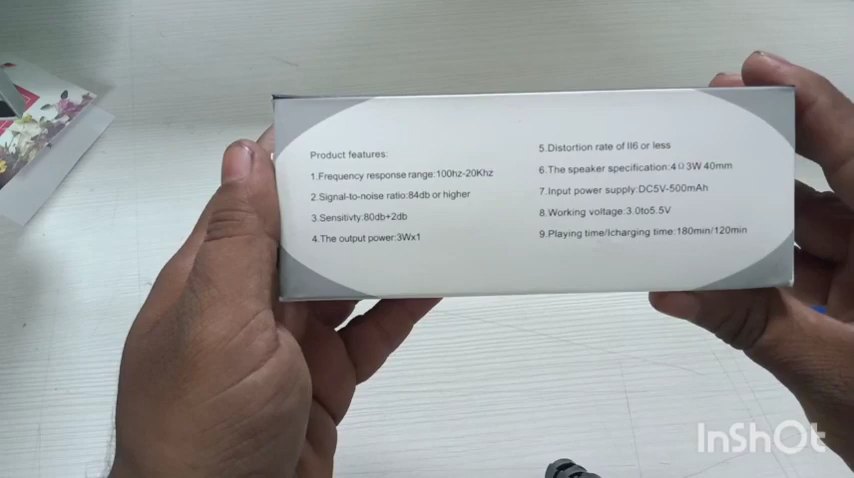 Product features:
1.Frequency response range:100hz-20Khz
2.Signal-to-noise ratio:84db or higher
3.Sensitivty:80db+2db
4.The output power:3Wx1
5.Distortion rate of II6 or less
6.The speaker specification:4Ω3W 40mm
7.Input power supply:DC5V-500mAh
8.Working voltage:3.0to5.5V
9.Playing time/Icharging time:180min/120min
InShOt